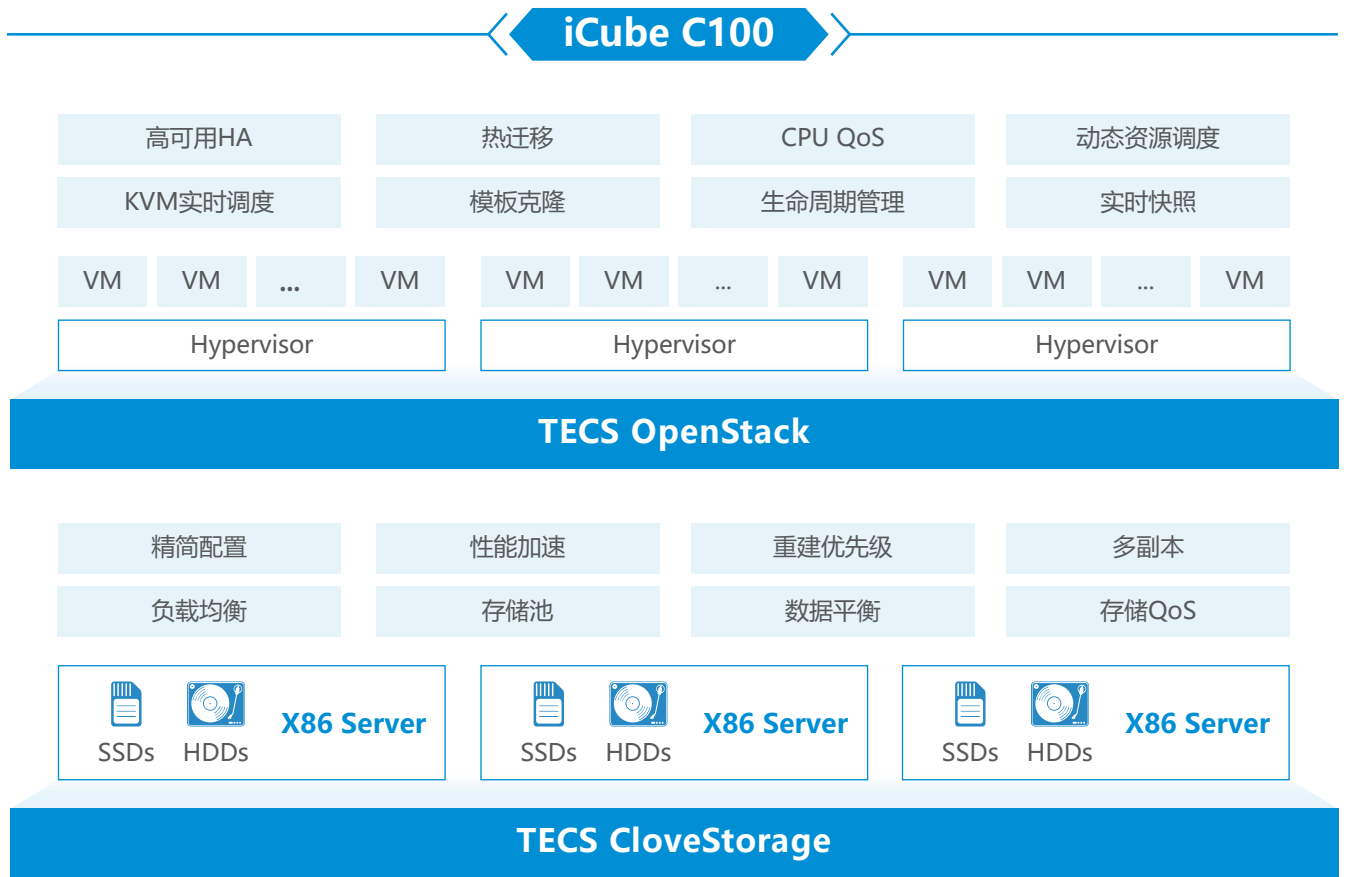 iCube C100
高可用HA 热迁移 CPU QoS 动态资源调度
KVM实时调度 模板克隆 生命周期管理 实时快照
VM VM ... VM VM VM ... VM VM VM ... VM
Hypervisor Hypervisor Hypervisor
TECS OpenStack
精简配置 性能加速 重建优先级 多副本
负载均衡 存储池 数据平衡 存储QoS
X86 Server X86 Server X86 Server
SSDs HDDs SSDs HDDs SSDs HDDs
TECS CloveStorage